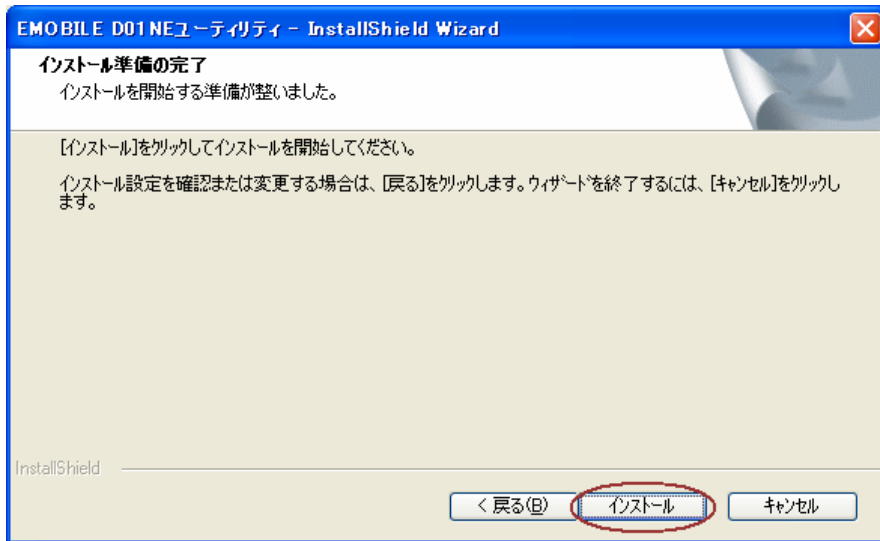 EMOBILE D01NEユーティリティ - InstallShield Wizard
インストール準備の完了
インストールを開始する準備が整いました。
[インストール]をクリックしてインストールを開始してください。
インストール設定を確認または変更する場合は、[戻る]をクリックします。ウィザードを終了するには、[キャンセル]をクリックし
ます。
InstallShield
< 戻る(B)
インストール
キャンセル